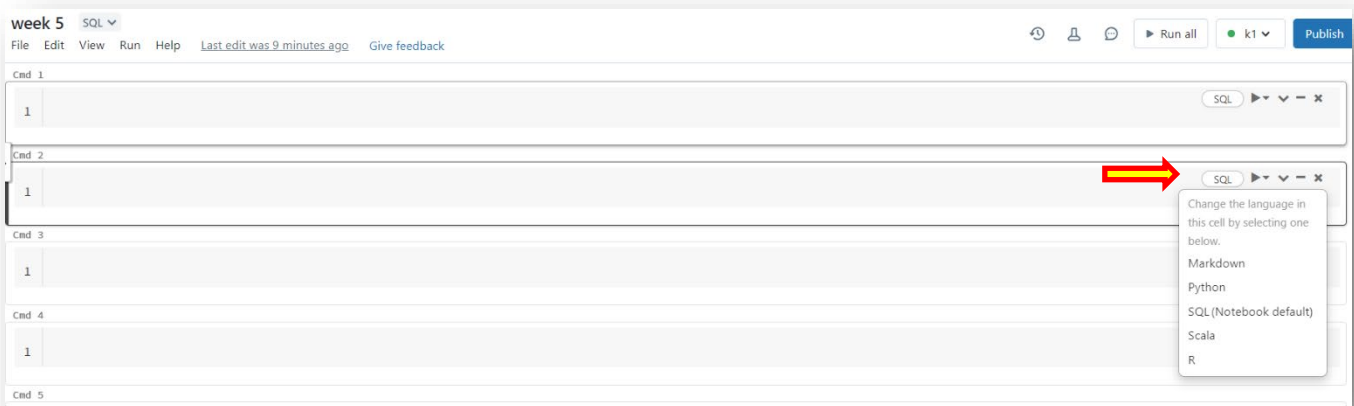 week 5 SQL
File Edit View Run Help Last edit was 9 minutes ago Give feedback
Run all k1 Publish
Cmd 1
1 SQL
Cmd 2
1 SQL
Change the language in
this cell by selecting one
below.
Markdown
Python
SQL(Notebook default)
Scala
R
Cmd 3
1
Cmd 4
1
Cmd 5